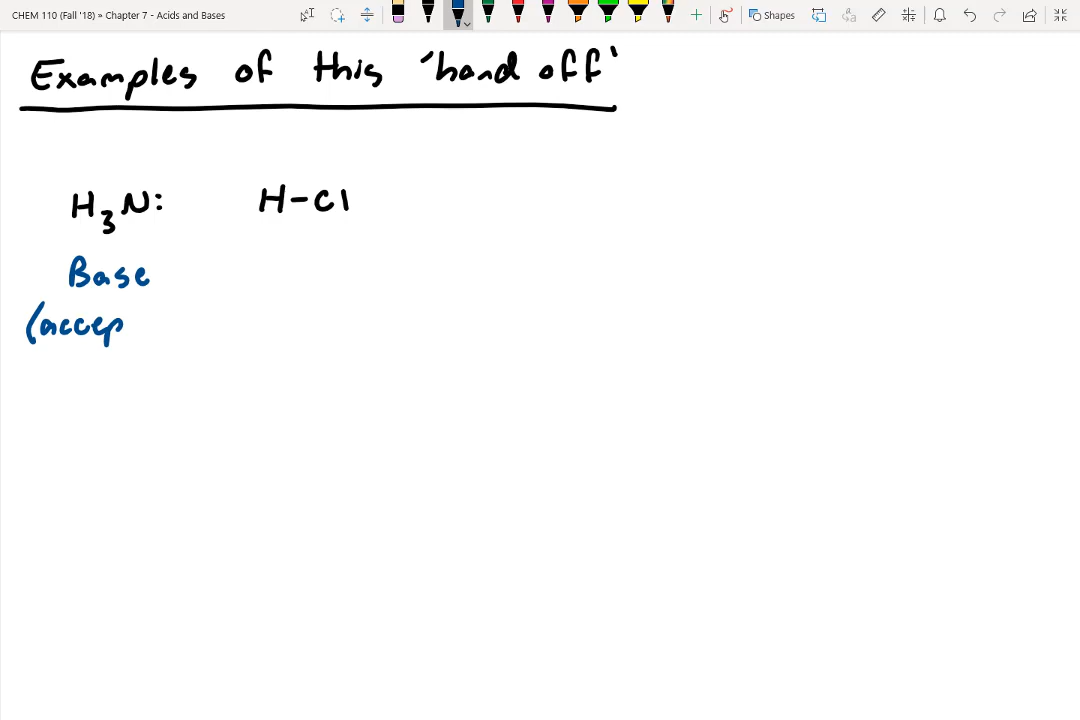 CHEM 110 (Fall '18) » Chapter 7 - Acids and Bases
Shapes
Examples of this 'hand off'
H3N: H-Cl
Base
(accep